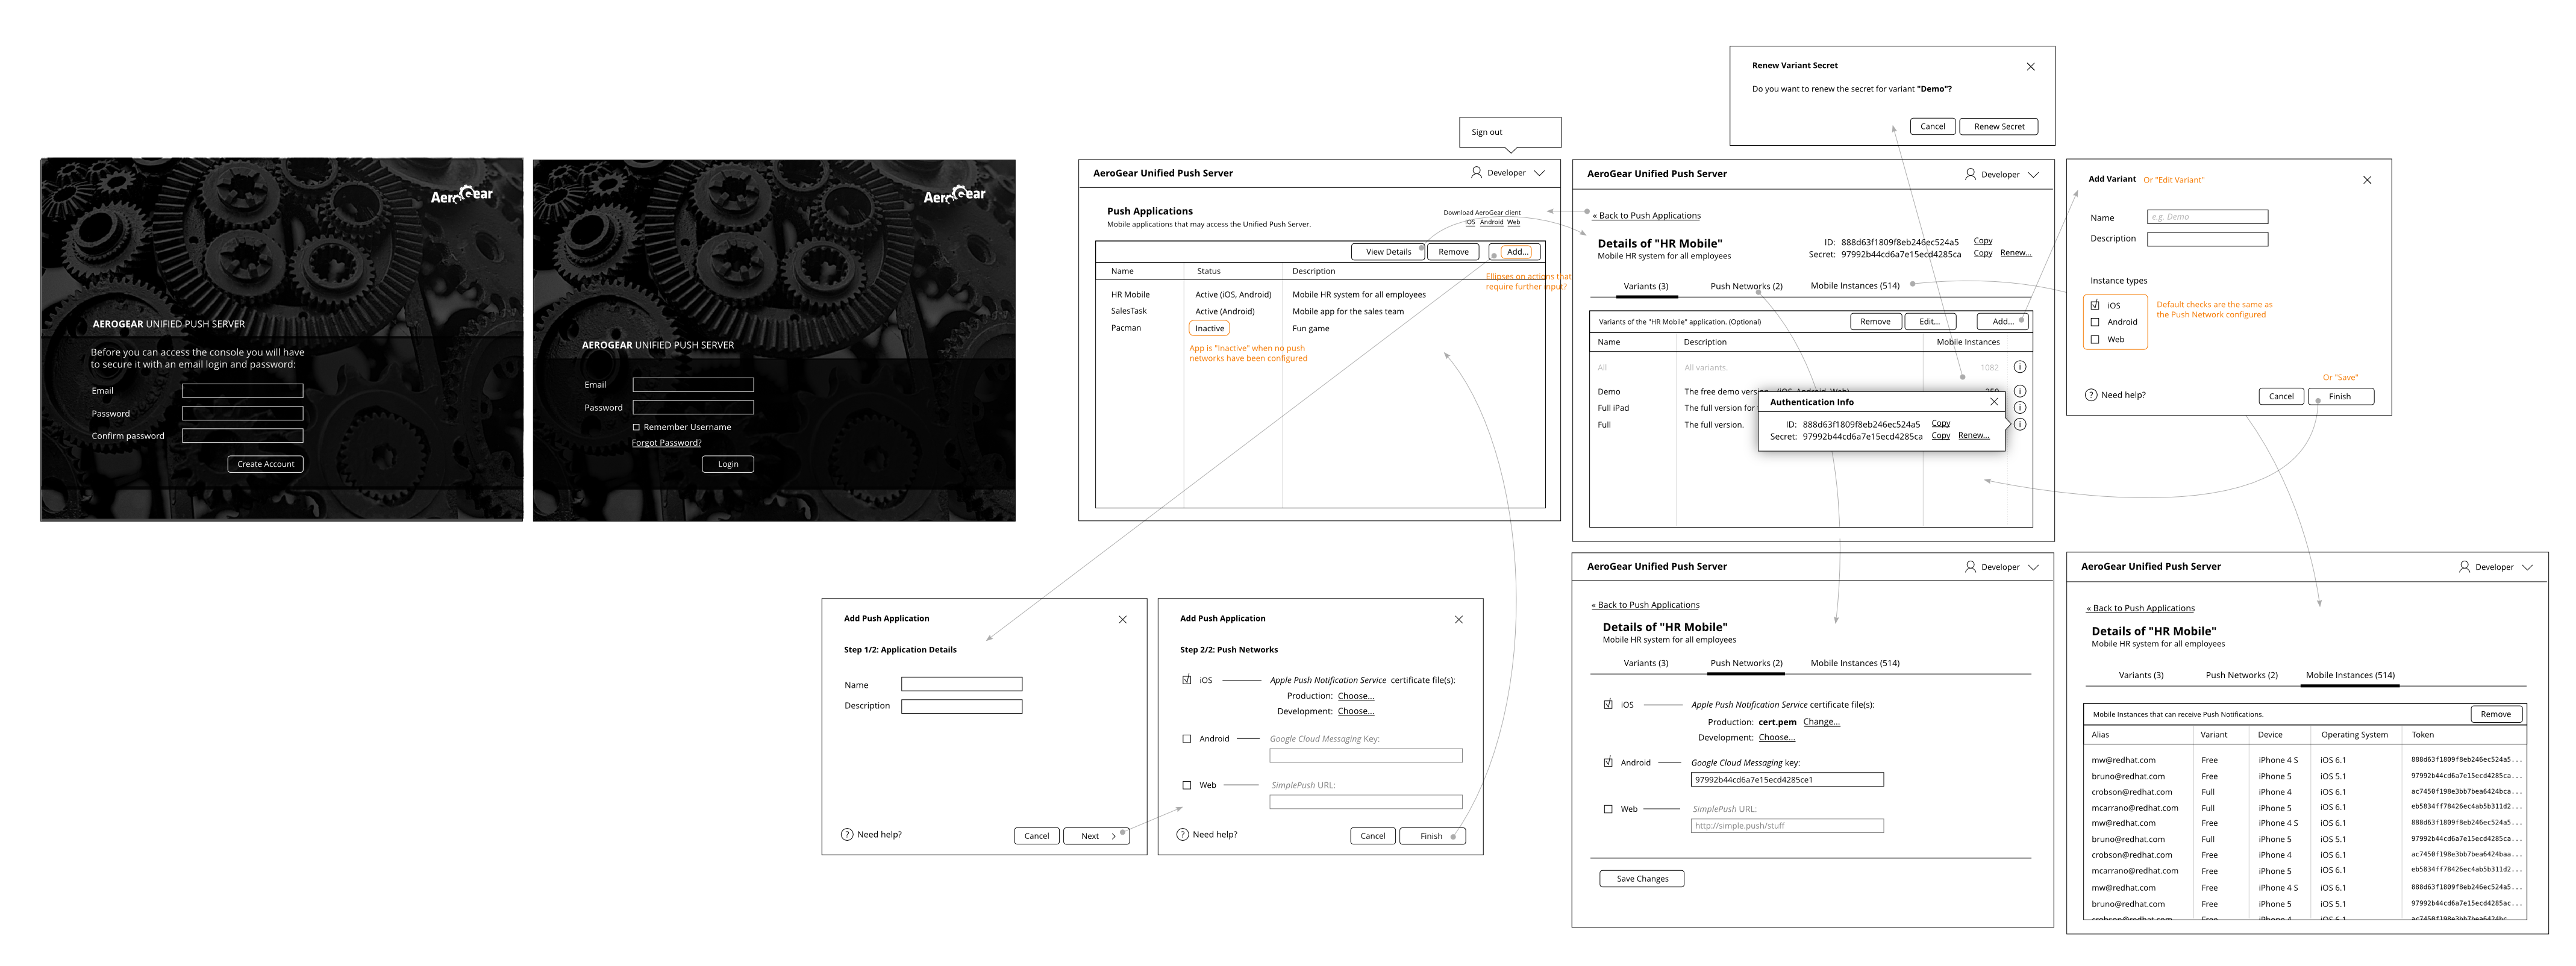 AeroGear
AEROGEAR UNIFIED PUSH SERVER
Before you can access the console you will have
to secure it with an email login and password:
Email
Password
Confirm password
Create Account
AeroGear
AEROGEAR UNIFIED PUSH SERVER
Email
Password
Remember Username
Forgot Password?
Login
Sign out
AeroGear Unified Push Server
Developer
Push Applications
Mobile applications that may access the Unified Push Server.
Download AeroGear client
iOS Android Web
View Details
Remove
Add...
Ellipses on actions that
require further input?
Name Status Description
HR Mobile Active (iOS, Android) Mobile HR system for all employees
SalesTask Active (Android) Mobile app for the sales team
Pacman Inactive Fun game
App is "Inactive" when no push
networks have been configured
Renew Variant Secret
Do you want to renew the secret for variant "Demo"?
Cancel
Renew Secret
AeroGear Unified Push Server
Developer
« Back to Push Applications
Details of "HR Mobile"
Mobile HR system for all employees
ID: 888d63f1809f8eb246ec524a5 Copy
Secret: 97992b44cd6a7e15ecd4285ca Copy Renew...
Variants (3) Push Networks (2) Mobile Instances (514)
Variants of the "HR Mobile" application. (Optional)
Remove
Edit...
Add...
Name Description Mobile Instances
All All variants. 1082
Demo The free demo version (iOS, Android, Web) 250
Full iPad The full version for
Full The full version.
Authentication Info
ID: 888d63f1809f8eb246ec524a5 Copy
Secret: 97992b44cd6a7e15ecd4285ca Copy Renew...
Add Variant Or "Edit Variant"
Name e.g. Demo
Description
Instance types
iOS
Android
Web
Default checks are the same as
the Push Network configured
Or "Save"
? Need help?
Cancel
Finish
Add Push Application
Step 1/2: Application Details
Name
Description
? Need help?
Cancel
Next >
Add Push Application
Step 2/2: Push Networks
iOS Apple Push Notification Service certificate file(s):
Production: Choose...
Development: Choose...
Android Google Cloud Messaging Key:
Web SimplePush URL:
? Need help?
Cancel
Finish
AeroGear Unified Push Server
Developer
« Back to Push Applications
Details of "HR Mobile"
Mobile HR system for all employees
Variants (3) Push Networks (2) Mobile Instances (514)
iOS Apple Push Notification Service certificate file(s):
Production: cert.pem Change...
Development: Choose...
Android Google Cloud Messaging key:
97992b44cd6a7e15ecd4285ce1
Web SimplePush URL:
http://simple.push/stuff
Save Changes
AeroGear Unified Push Server
Developer
« Back to Push Applications
Details of "HR Mobile"
Mobile HR system for all employees
Variants (3) Push Networks (2) Mobile Instances (514)
Mobile Instances that can receive Push Notifications.
Remove
Alias Variant Device Operating System Token
mw@redhat.com Free iPhone 4 S iOS 6.1 888d63f1809f8eb246ec524a5...
bruno@redhat.com Free iPhone 5 iOS 5.1 97992b44cd6a7e15ecd4285ca...
crobson@redhat.com Full iPhone 4 iOS 6.1 ac7450f198e3bb7bea6424bca...
mcarrano@redhat.com Full iPhone 5 iOS 6.1 eb5834ff78426ec4ab5b311d2...
mw@redhat.com Free iPhone 4 S iOS 6.1 888d63f1809f8eb246ec524a5...
bruno@redhat.com Full iPhone 5 iOS 5.1 97992b44cd6a7e15ecd4285ca...
crobson@redhat.com Free iPhone 4 iOS 6.1 ac7450f198e3bb7bea6424baa...
mcarrano@redhat.com Free iPhone 5 iOS 6.1 eb5834ff78426ec4ab5b311d2...
mw@redhat.com Free iPhone 4 S iOS 6.1 888d63f1809f8eb246ec524a5...
bruno@redhat.com Free iPhone 5 iOS 5.1 97992b44cd6a7e15ecd4285ac...
crobson@redhat.com Free iPhone 4 iOS 6.1 ac7450f198e3bb7bea6424bc